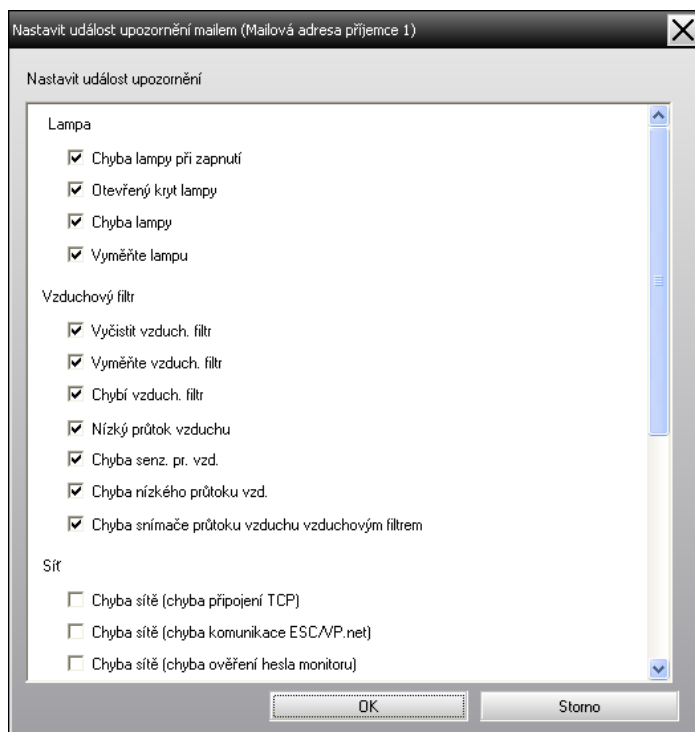 Nastavit událost upozornění mailem (Mailová adresa příjemce 1)
Nastavit událost upozornění
Lampa
Chyba lampy při zapnutí
Otevřený kryt lampy
Chyba lampy
Vyměňte lampu
Vzduchový filtr
Vyčistit vzduch. filtr
Vyměňte vzduch. filtr
Chybí vzduch. filtr
Nízký průtok vzduchu
Chyba senz. pr. vzd.
Chyba nízkého průtoku vzd.
Chyba snímače průtoku vzduchu vzduchovým filtrem
Síť
Chyba sítě (chyba připojení TCP)
Chyba sítě (chyba komunikace ESC/VP.net)
Chyba sítě (chyba ověření hesla monitoru)
OK
Storno